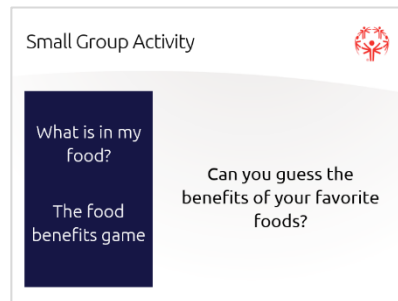 Small Group Activity
What is in my
food?
The food
benefits game
Can you guess the
benefits of your favorite
foods?